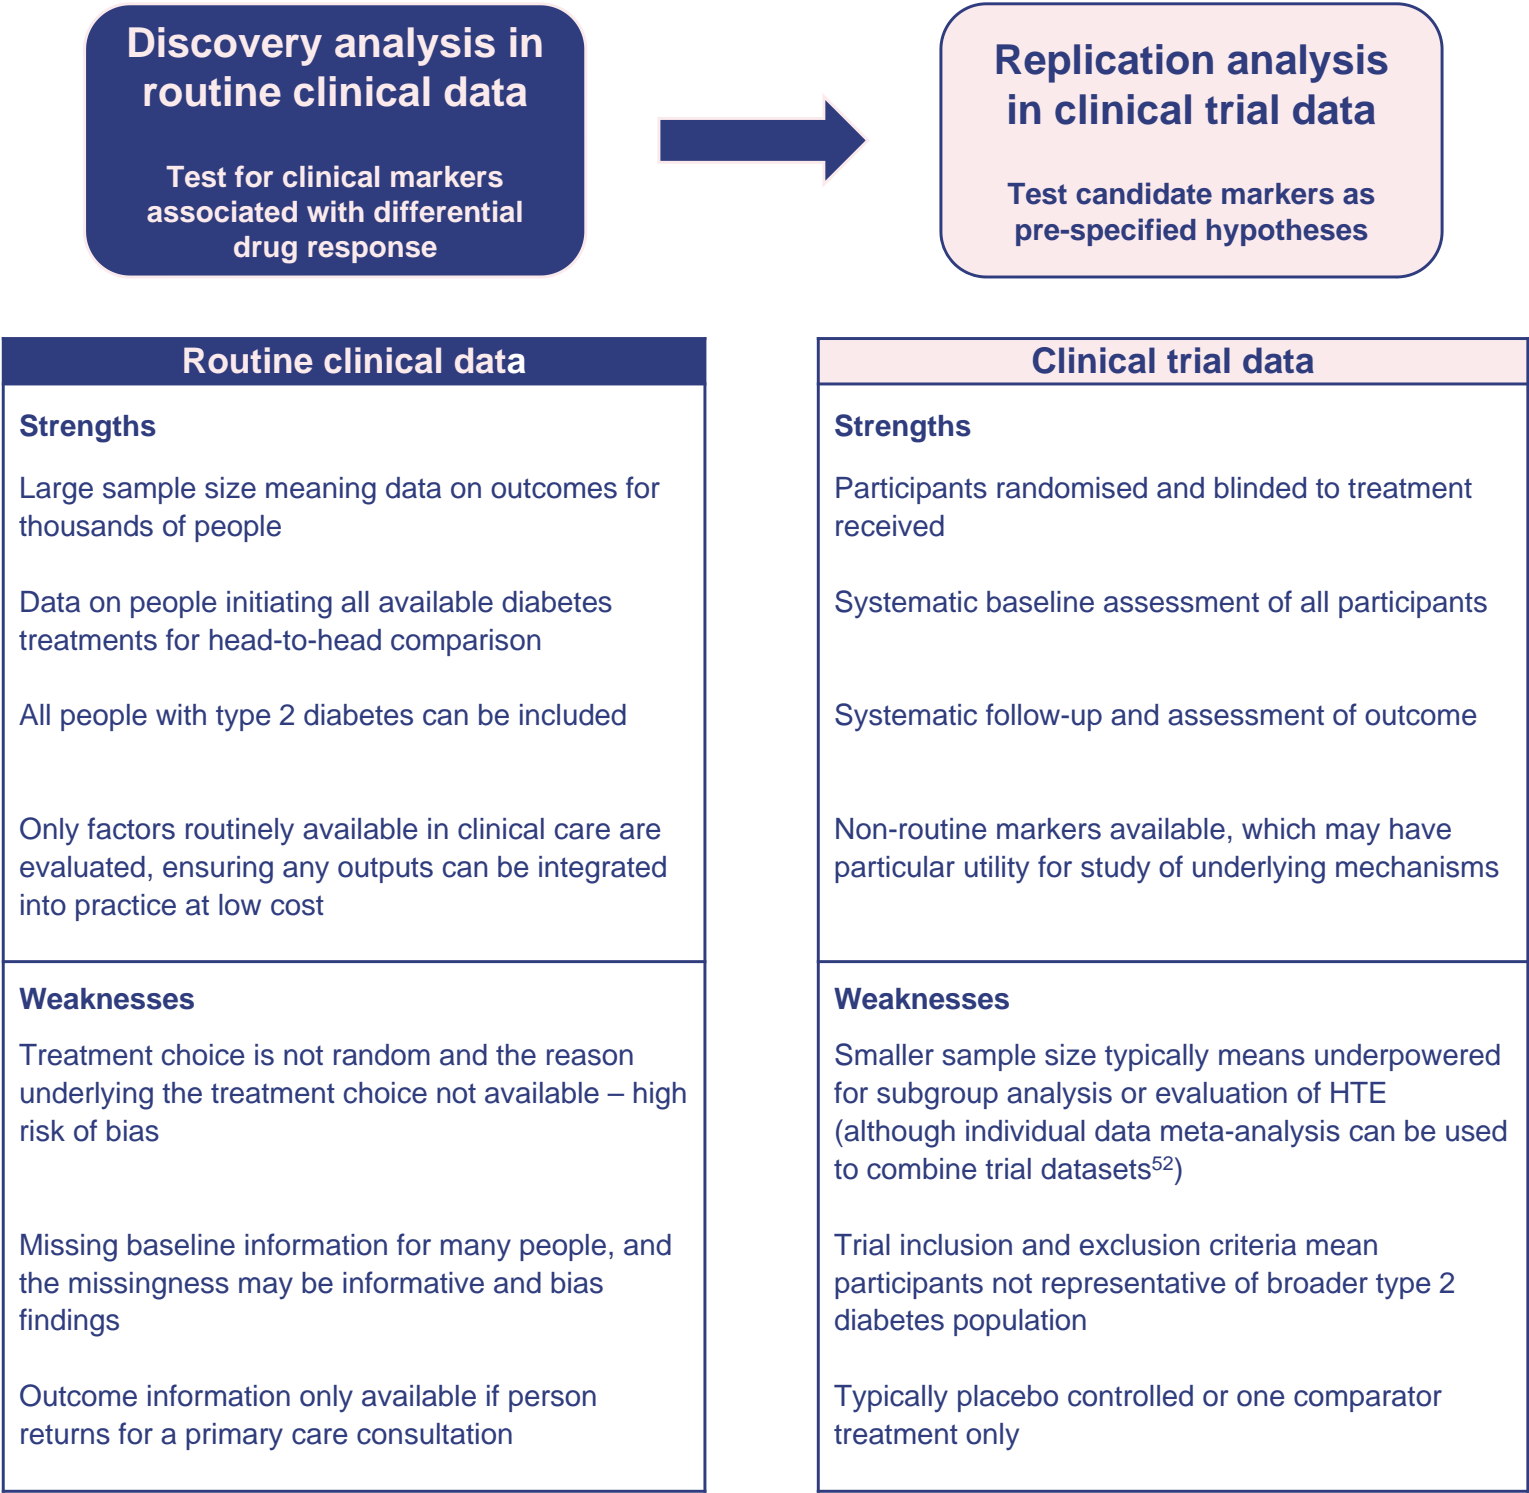 Discovery analysis in
routine clinical data
Test for clinical markers
associated with differential
drug response
Replication analysis
in clinical trial data
Test candidate markers as
pre-specified hypotheses
Routine clinical data
Strengths
Large sample size meaning data on outcomes for
thousands of people
Data on people initiating all available diabetes
treatments for head-to-head comparison
All people with type 2 diabetes can be included
Only factors routinely available in clinical care are
evaluated, ensuring any outputs can be integrated
into practice at low cost
Weaknesses
Treatment choice is not random and the reason
underlying the treatment choice not available – high
risk of bias
Missing baseline information for many people, and
the missingness may be informative and bias
findings
Outcome information only available if person
returns for a primary care consultation
Clinical trial data
Strengths
Participants randomised and blinded to treatment
received
Systematic baseline assessment of all participants
Systematic follow-up and assessment of outcome
Non-routine markers available, which may have
particular utility for study of underlying mechanisms
Weaknesses
Smaller sample size typically means underpowered
for subgroup analysis or evaluation of HTE
(although individual data meta-analysis can be used
to combine trial datasets⁵²)
Trial inclusion and exclusion criteria mean
participants not representative of broader type 2
diabetes population
Typically placebo controlled or one comparator
treatment only